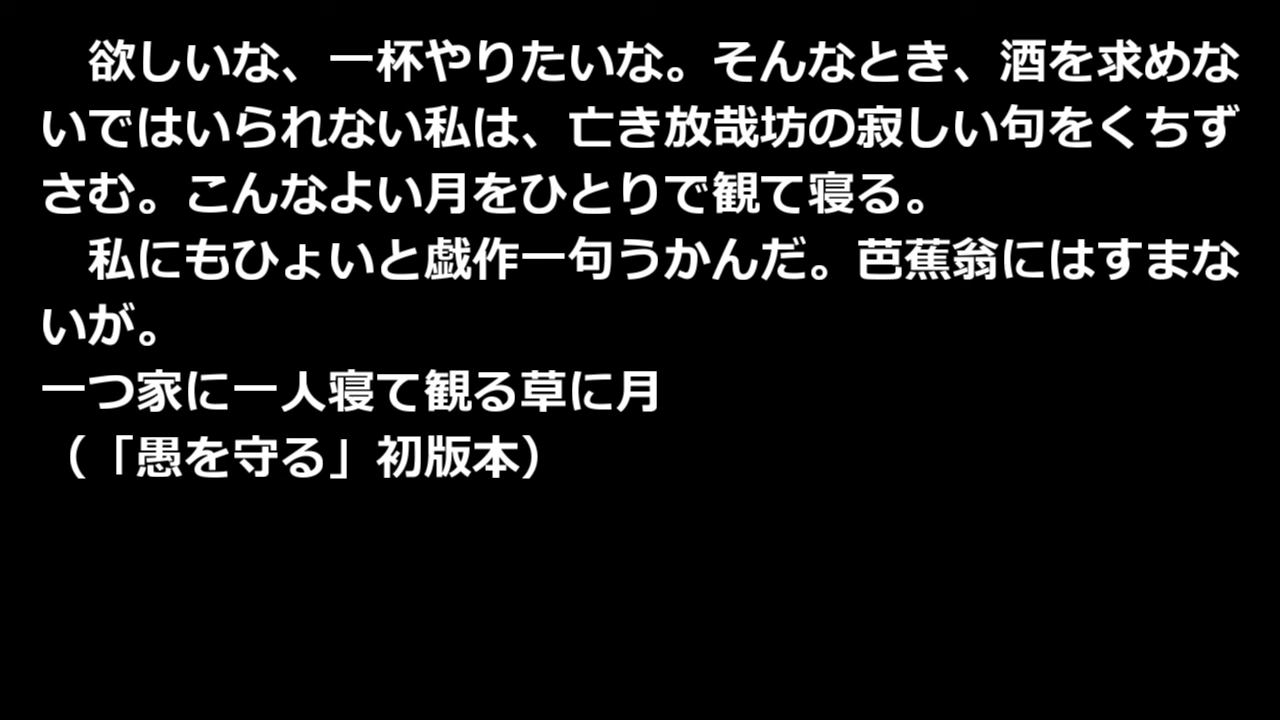 欲しいな、一杯やりたいな。そんなとき、酒を求めな
いではいられない私は、亡き放哉坊の寂しい句をくちず
さむ。こんなよい月をひとりで観て寝る。
　私にもひょいと戯作一句うかんだ。芭蕉翁にはすまな
いが。
一つ家に一人寝て観る草に月
（「愚を守る」初版本）